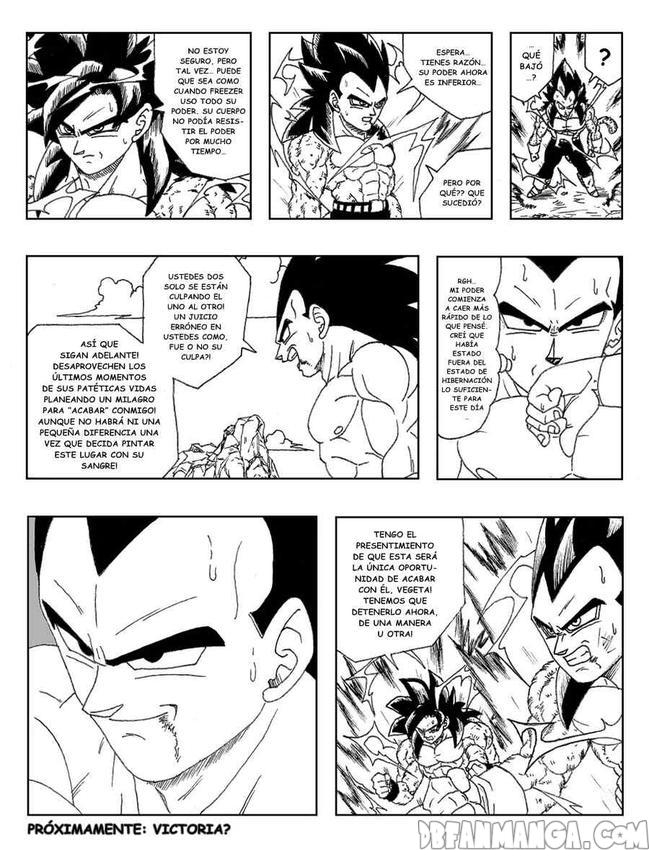 NO ESTOY
SEGURO, PERO
TAL VEZ... PUEDE
QUE SEA COMO
CUANDO FREEZER
USO TODO SU
PODER. SU CUERPO
NO PODÍA RESIS-
TIR EL PODER
POR MUCHO
TIEMPO...
ESPERA...
TIENES RAZÓN...
SU PODER AHORA
ES INFERIOR...
PERO POR
QUÉ?? QUE
SUCEDIÓ?
...
QUÉ
BAJÓ
...?
?
USTEDES DOS
SOLO SE ESTÁN
CULPANDO EL
UNO AL OTRO!
UN JUICIO
ERRÓNEO EN
USTEDES COMO,
FUE O NO SU
CULPA?!
ASÍ QUE
SIGAN ADELANTE!
DESAPROVECHEN LOS
ÚLTIMOS MOMENTOS
DE SUS PATÉTICAS VIDAS
PLANEANDO UN MILAGRO
PARA "ACABAR" CONMIGO!
AUNQUE NO HABRÁ NI UNA
PEQUEÑA DIFERENCIA UNA
VEZ QUE DECIDA PINTAR
ESTE LUGAR CON SU
SANGRE!
RGH...
MI PODER
COMIENZA
A CAER MÁS
RÁPIDO DE LO
QUE PENSÉ.
CREÍ QUE
HABÍA
ESTADO
FUERA DEL
ESTADO DE
HIBERNACIÓN
LO SUFICIEN-
TE PARA
ESTE DÍA
...
TENGO EL
PRESENTIMIENTO
DE QUE ESTA SERÁ
LA ÚNICA OPORTU-
NIDAD DE ACABAR
CON ÉL, VEGETA!
TENEMOS QUE
DETENERLO AHORA,
DE UNA MANERA
U OTRA!
PRÓXIMAMENTE: VICTORIA?
DBFANMANGA.COM